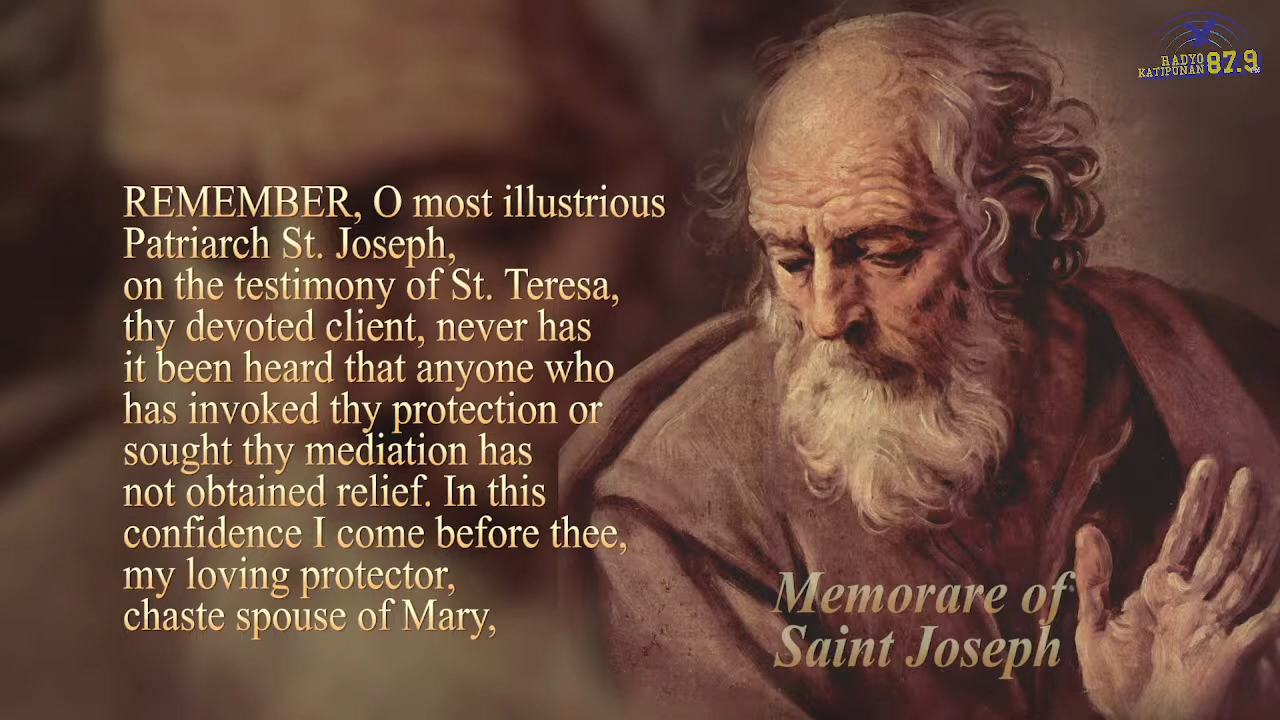 RADYO
KATIPUNAN 87.9 FM
REMEMBER, O most illustrious
Patriarch St. Joseph,
on the testimony of St. Teresa,
thy devoted client, never has
it been heard that anyone who
has invoked thy protection or
sought thy mediation has
not obtained relief. In this
confidence I come before thee,
my loving protector,
chaste spouse of Mary,
Memorare of
Saint Joseph